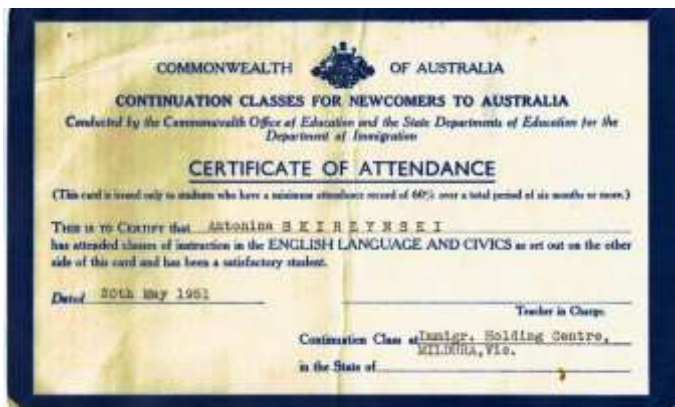 COMMONWEALTH OF AUSTRALIA
CONTINUATION CLASSES FOR NEWCOMERS TO AUSTRALIA
Conducted by the Commonwealth Office of Education and the State Departments of Education for the
Department of Immigration
CERTIFICATE OF ATTENDANCE
(This card is issued only to students who have a minimum attendance record of 60% over a total period of six months or more.)
THIS IS TO CERTIFY that Antonina
has attended classes of instruction in the ENGLISH LANGUAGE AND CIVICS as set out on the other
side of this card and has been a satisfactory student.
Dated May 1951
Teacher in Charge.
Continuation Class at Immigr. Holding Centre,
MILDURA, Vic.
in the State of